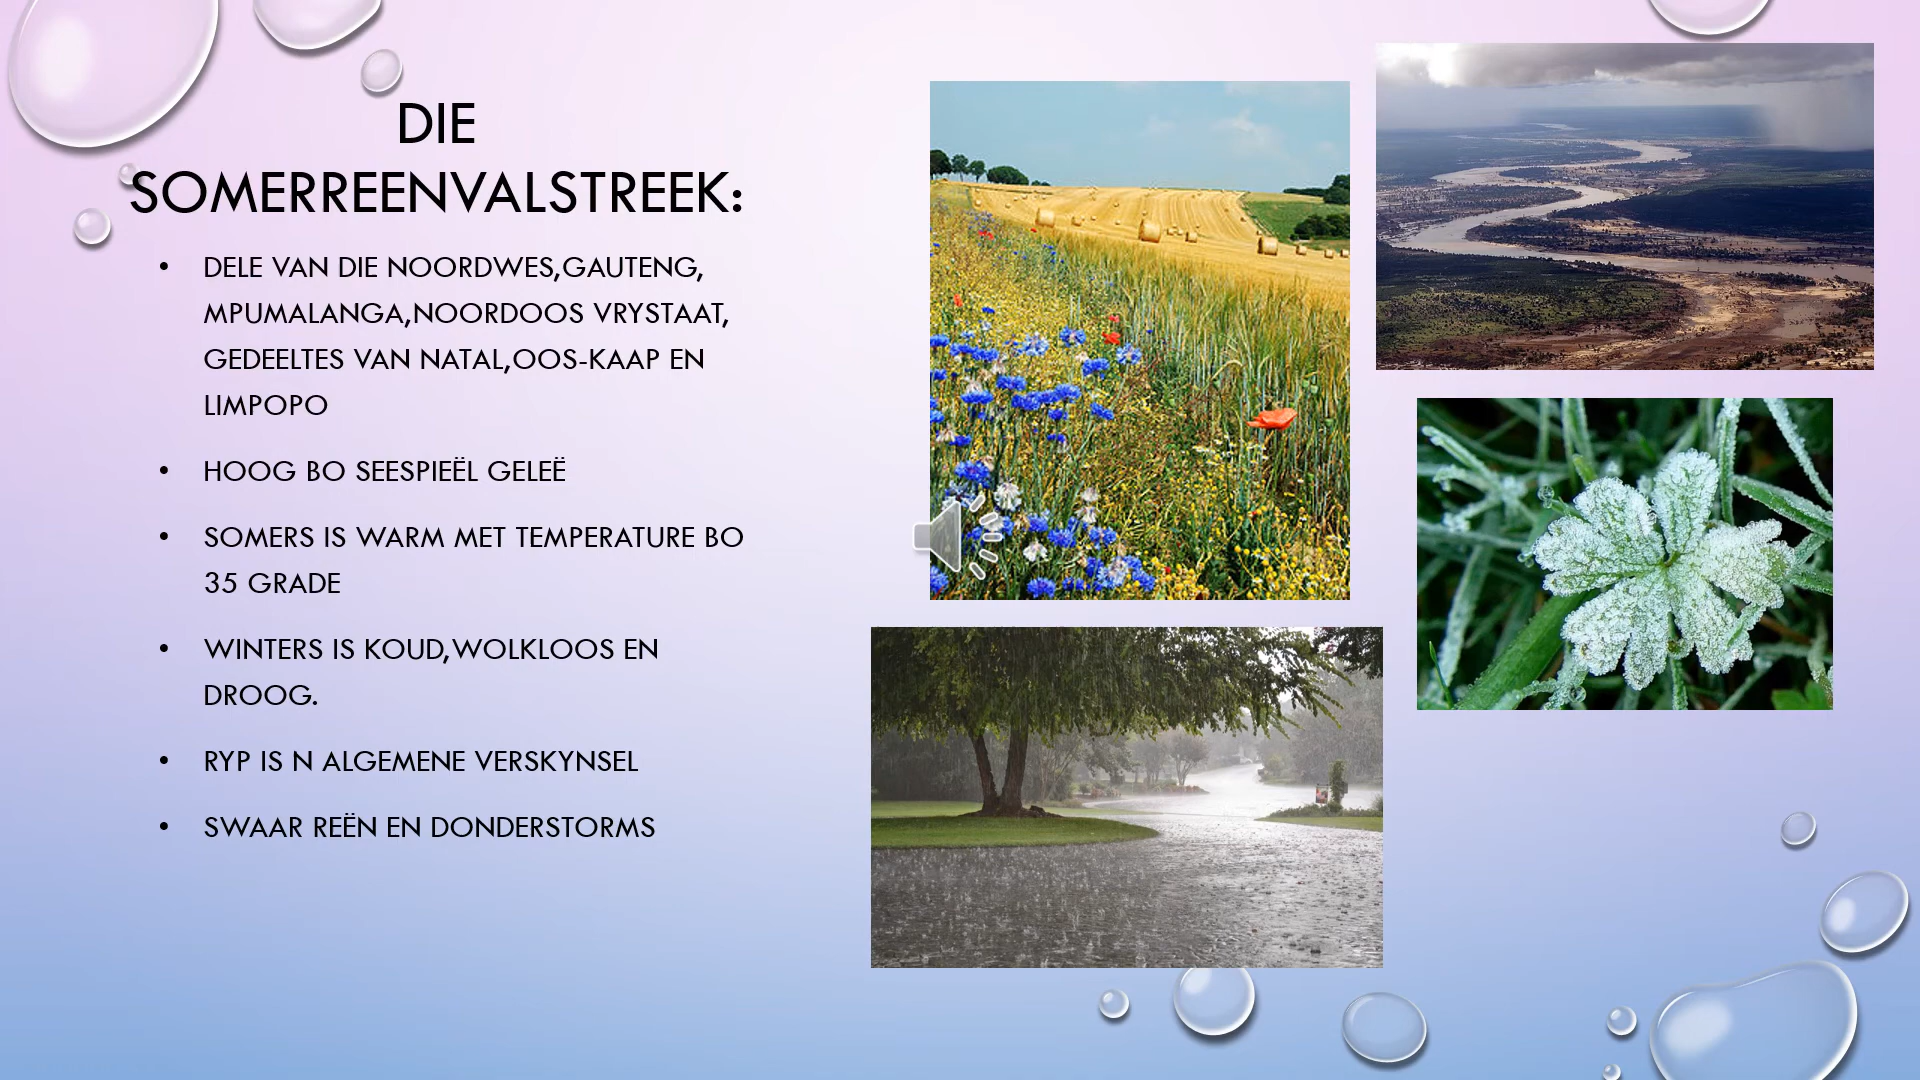 DIE
SOMERREENVALSTREEK:
• DELE VAN DIE NOORDWES,GAUTENG,
MPUMALANGA,NOORDOOS VRYSTAAT,
GEDEELTES VAN NATAL,OOS-KAAP EN
LIMPOPO
• HOOG BO SEESPIEËL GELEË
• SOMERS IS WARM MET TEMPERATURE BO
35 GRADE
• WINTERS IS KOUD,WOLKLOOS EN
DROOG.
• RYP IS N ALGEMENE VERSKYNSEL
• SWAAR REËN EN DONDERSTORMS